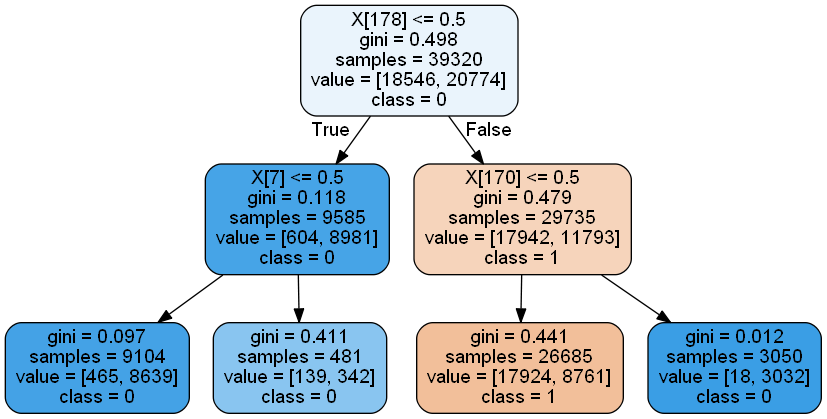 X[178] <= 0.5
gini = 0.498
samples = 39320
value = [18546, 20774]
class = 0
True
False
X[7] <= 0.5
gini = 0.118
samples = 9585
value = [604, 8981]
class = 0
X[170] <= 0.5
gini = 0.479
samples = 29735
value = [17942, 11793]
class = 1
gini = 0.097
samples = 9104
value = [465, 8639]
class = 0
gini = 0.411
samples = 481
value = [139, 342]
class = 0
gini = 0.441
samples = 26685
value = [17924, 8761]
class = 1
gini = 0.012
samples = 3050
value = [18, 3032]
class = 0